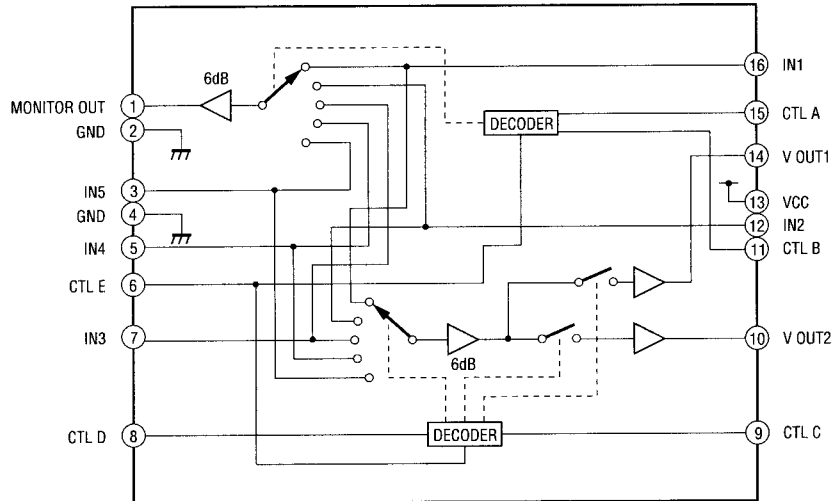 6dB
16 IN1
MONITOR OUT 1
15 CTL A
GND 2
DECODER
14 V OUT1
IN5 3
13 VCC
GND 4
12 IN2
IN4 5
11 CTL B
CTL E 6
IN3 7
10 V OUT2
6dB
CTL D 8
DECODER
9 CTL C